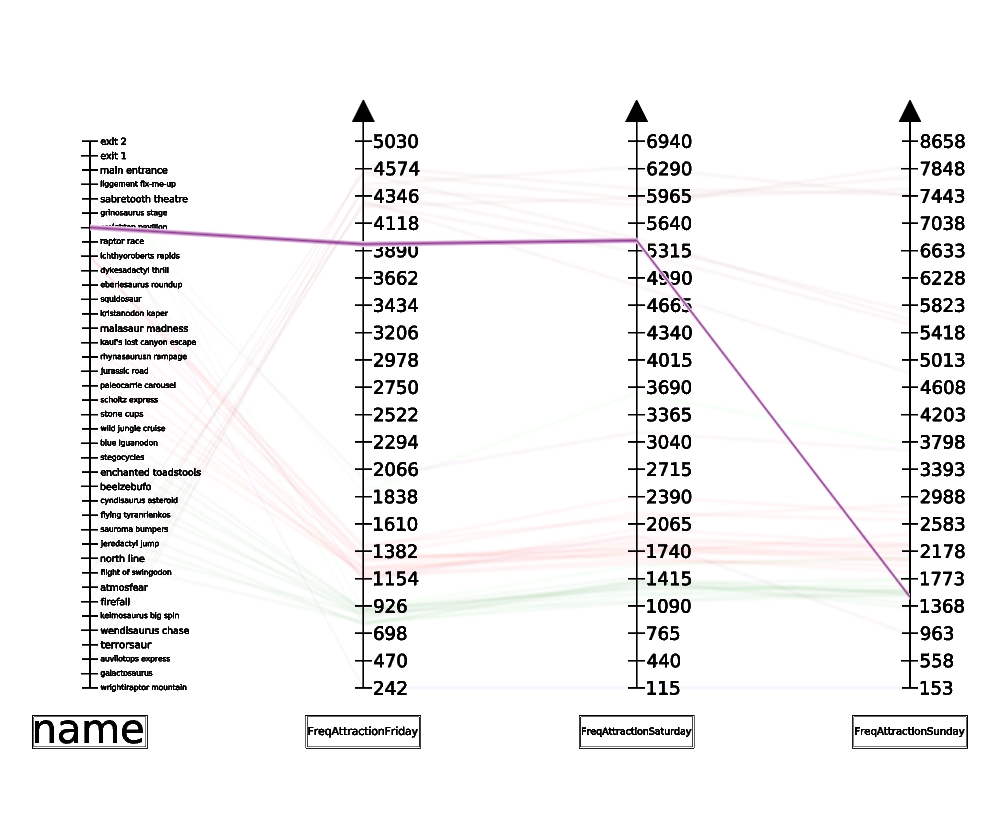 exit 2
exit 1
main entrance
liggement fix-me-up
sabretooth theatre
grinosaurus stage
pavilion
raptor race
ichthyoroberts rapids
dykesadactyl thrill
eberlesaurus roundup
squidosaur
kristanodon kaper
malasaur madness
kauf's lost canyon escape
rhynasaurusn rampage
jurassic road
paleocarrie carousel
scholtz express
stone cups
wild jungle cruise
blue iguanodon
stegocycles
enchanted toadstools
beelzebufo
cyndisaurus asteroid
flying tyranrienkos
sauroma bumpers
jeredactyl jump
north line
flight of swingodon
atmosfear
firefall
keimosaurus big spin
wendisaurus chase
terrorsaur
auvilotops express
galactosaurus
wrightiraptor mountain
name
5030
4574
4346
4118
3890
3662
3434
3206
2978
2750
2522
2294
2066
1838
1610
1382
1154
926
698
470
242
FreqAttractionFriday
6940
6290
5965
5640
5315
4990
4665
4340
4015
3690
3365
3040
2715
2390
2065
1740
1415
1090
765
440
115
FreqAttractionSaturday
8658
7848
7443
7038
6633
6228
5823
5418
5013
4608
4203
3798
3393
2988
2583
2178
1773
1368
963
558
153
FreqAttractionSunday